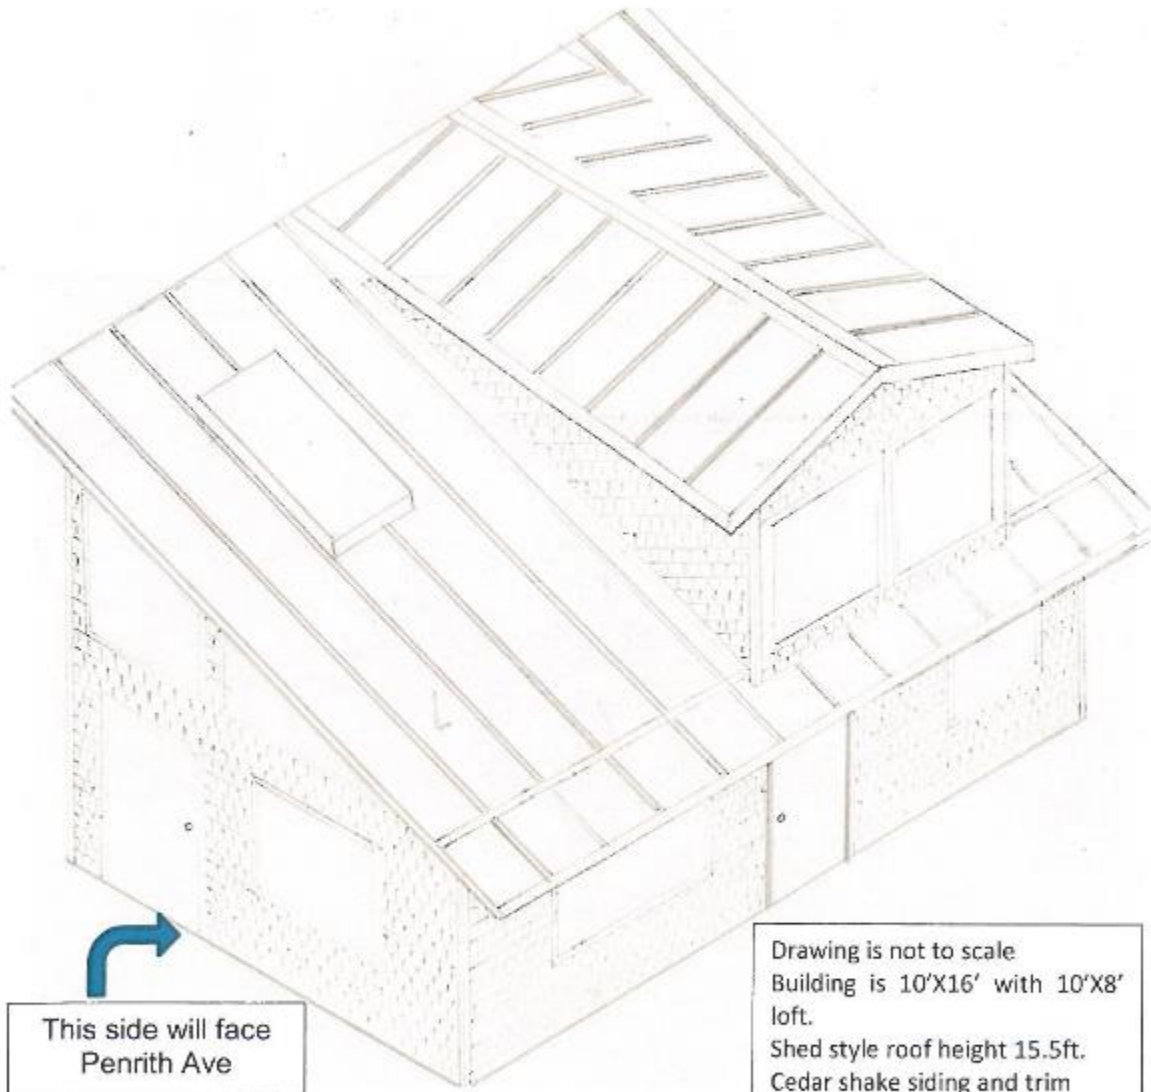 This side will face
Penrith Ave
Drawing is not to scale
Building is 10'X16' with 10'X8'
loft.
Shed style roof height 15.5ft.
Cedar shake siding and trim